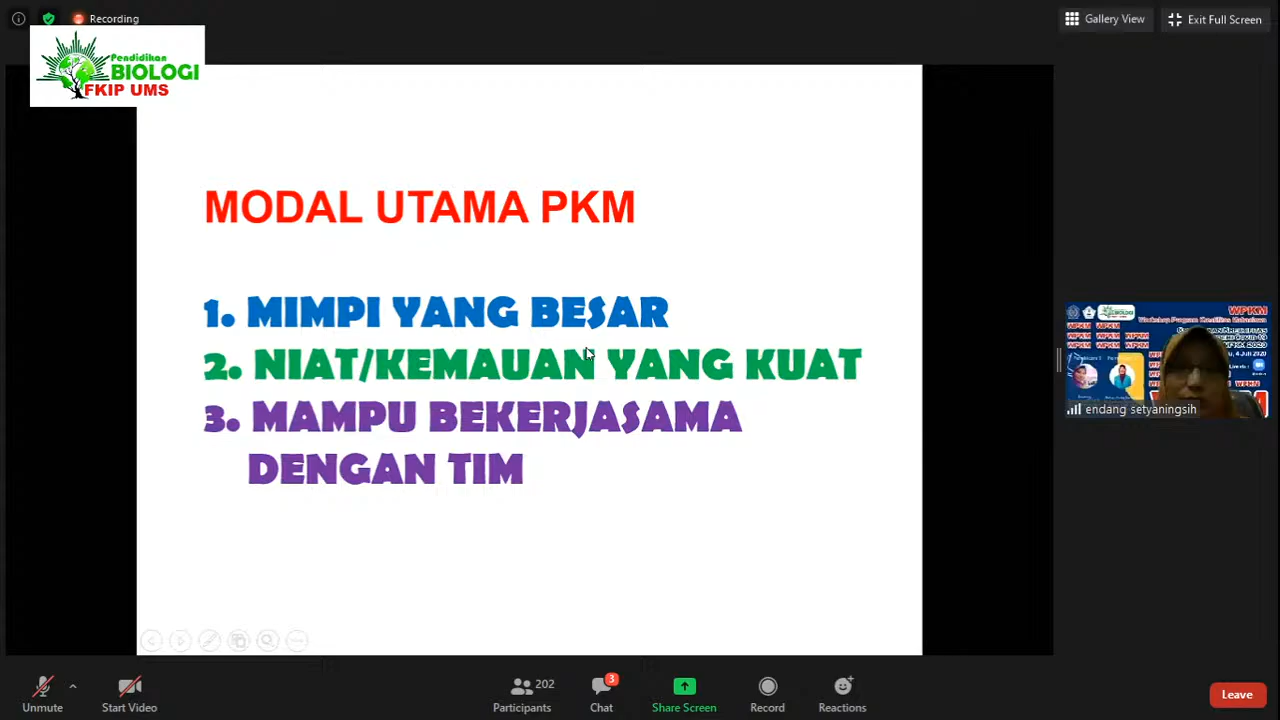 Recording
Gallery View
Exit Full Screen
Pendidikan
BIOLOGI
FKIP UMS
MODAL UTAMA PKM
1. MIMPI YANG BESAR
2. NIAT/KEMAUAN YANG KUAT
3. MAMPU BEKERJASAMA
DENGAN TIM
WPKM
endang setyaningsih
Unmute
Start Video
202
Participants
3
Chat
Share Screen
Record
Reactions
Leave